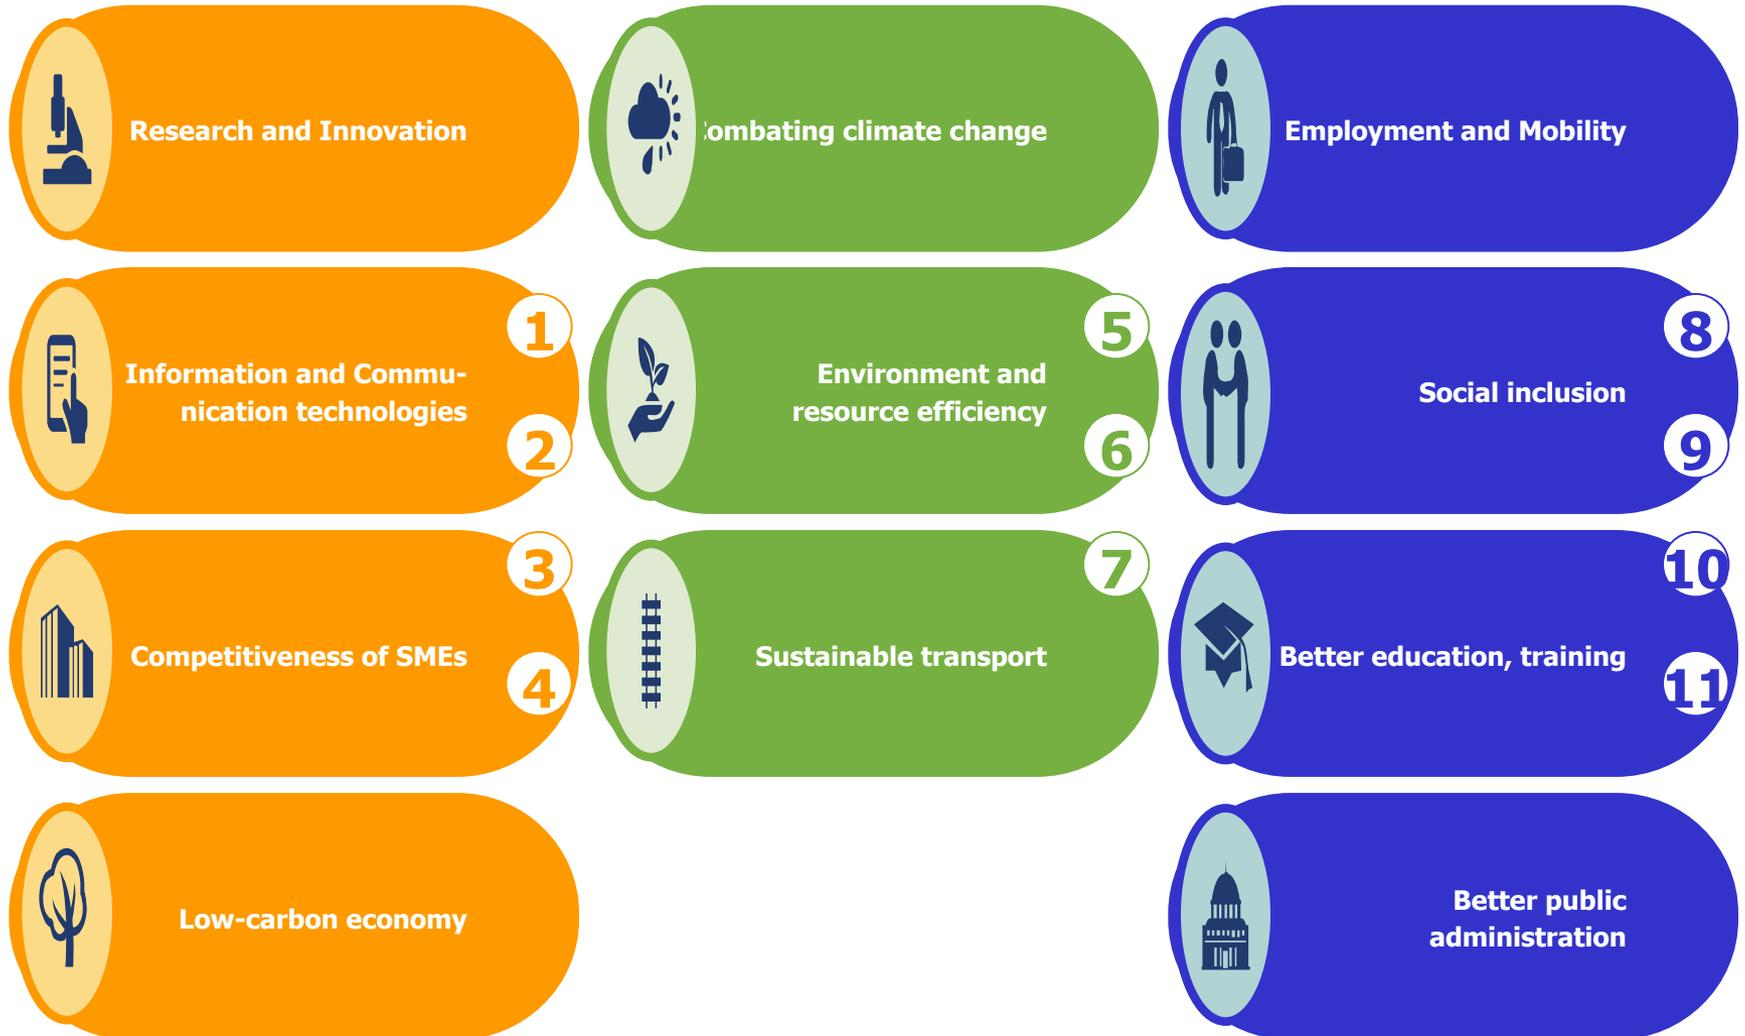 Research and Innovation
Information and Commu-
nication technologies
1
2
Competitiveness of SMEs
3
4
Low-carbon economy
ombating climate change
Environment and
resource efficiency
5
6
Sustainable transport
7
Employment and Mobility
Social inclusion
8
9
Better education, training
10
11
Better public
administration